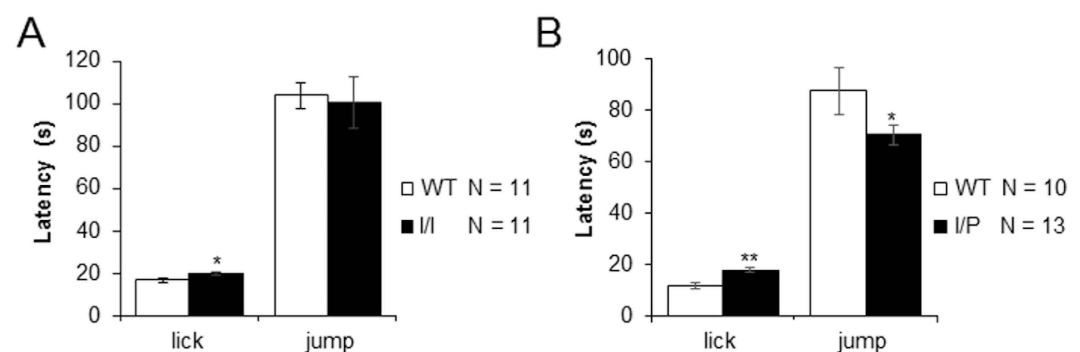 A
Latency (s)
120
100
80
60
40
20
0
*
lick
jump
WT N = 11
I/I N = 11
B
Latency (s)
100
80
60
40
20
0
**
*
lick
jump
WT N = 10
I/P N = 13